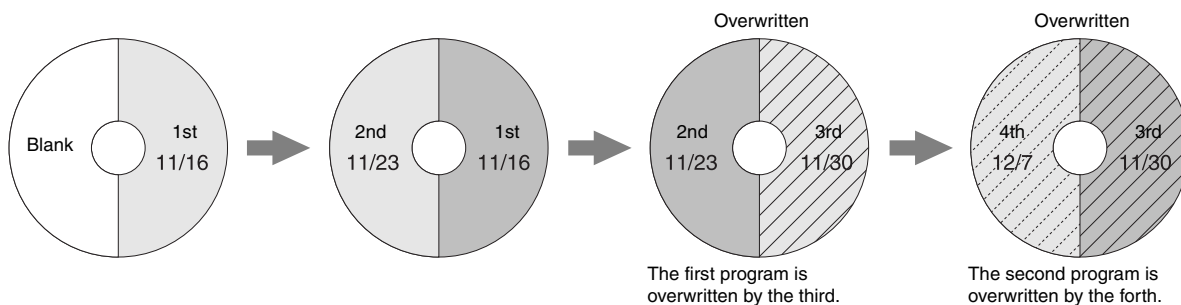 Overwritten
Overwritten
Blank
1st
11/16
2nd
11/23
1st
11/16
2nd
11/23
3rd
11/30
4th
12/7
3rd
11/30
The first program is
overwritten by the third.
The second program is
overwritten by the forth.